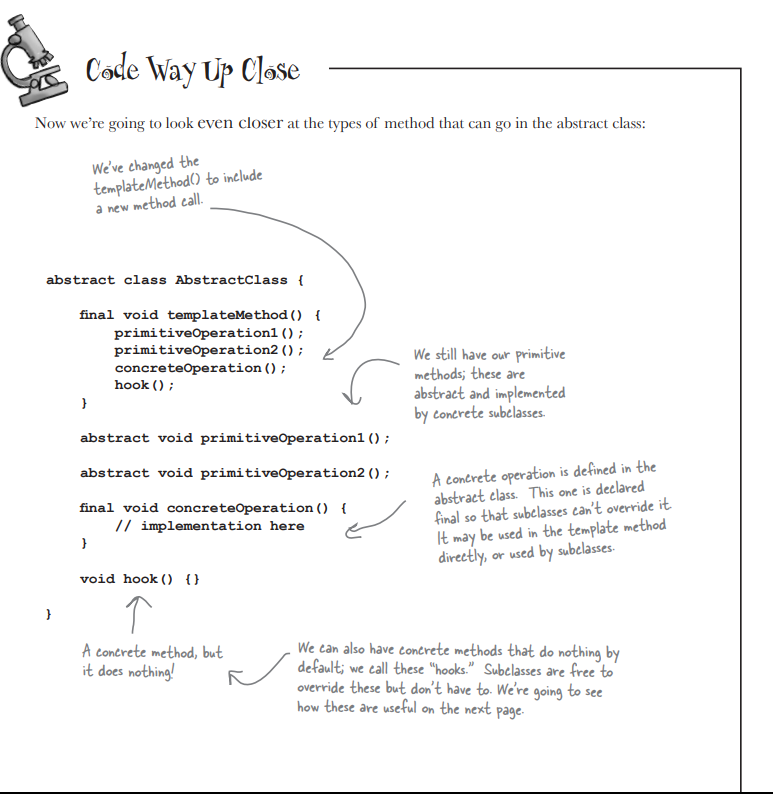 Code Way Up Close
Now we're going to look even closer at the types of method that can go in the abstract class:
We've changed the
templateMethod() to include
a new method call.
abstract class AbstractClass {
final void templateMethod() {
primitiveOperation1();
primitiveOperation2();
concreteOperation();
hook();
}
We still have our primitive
methods; these are
abstract and implemented
by concrete subclasses.
abstract void primitiveOperation1();
abstract void primitiveOperation2();
A concrete operation is defined in the
abstract class. This one is declared
final so that subclasses can't override it.
It may be used in the template method
directly, or used by subclasses.
final void concreteOperation() {
// implementation here
}
void hook() {}
}
A concrete method, but
it does nothing!
We can also have concrete methods that do nothing by
default; we call these "hooks." Subclasses are free to
override these but don't have to. We're going to see
how these are useful on the next page.